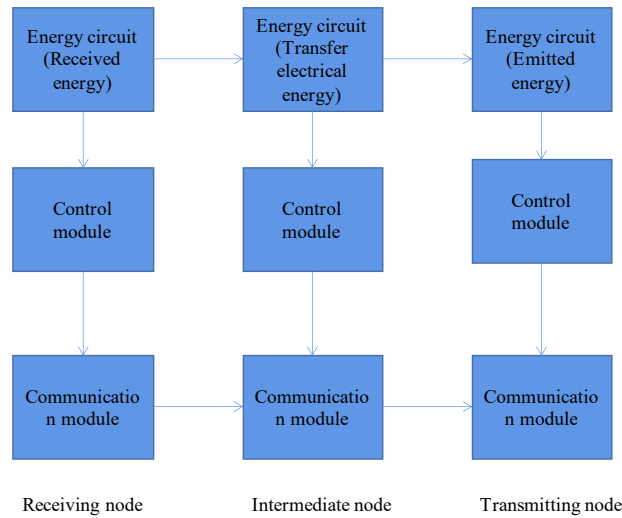 Energy circuit
(Received
energy)
Energy circuit
(Transfer
electrical
energy)
Energy circuit
(Emitted
energy)
Control
module
Control
module
Control
module
Communicatio
n module
Communicatio
n module
Communicatio
n module
Receiving node
Intermediate node
Transmitting node